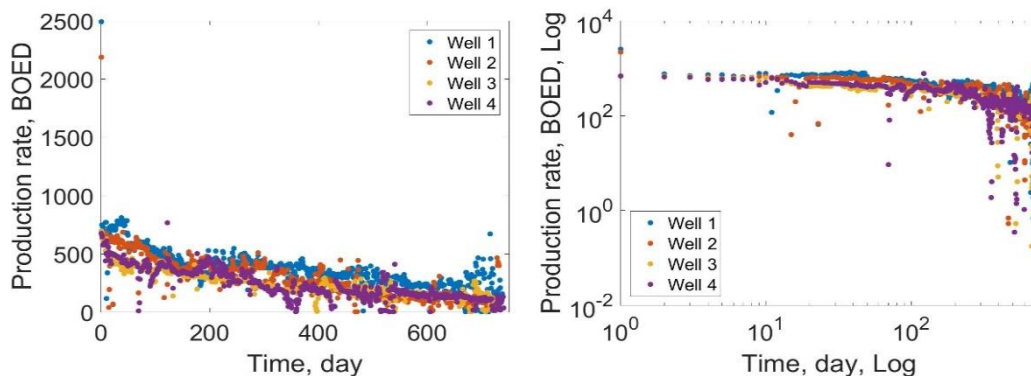 2500
2000
1500
1000
500
0
0
200
400
600
Production rate, BOED
Time, day
Well 1
Well 2
Well 3
Well 4
10^4
10^2
10^0
10^-2
10^0
10^1
10^2
Production rate, BOED, Log
Time, day, Log
Well 1
Well 2
Well 3
Well 4